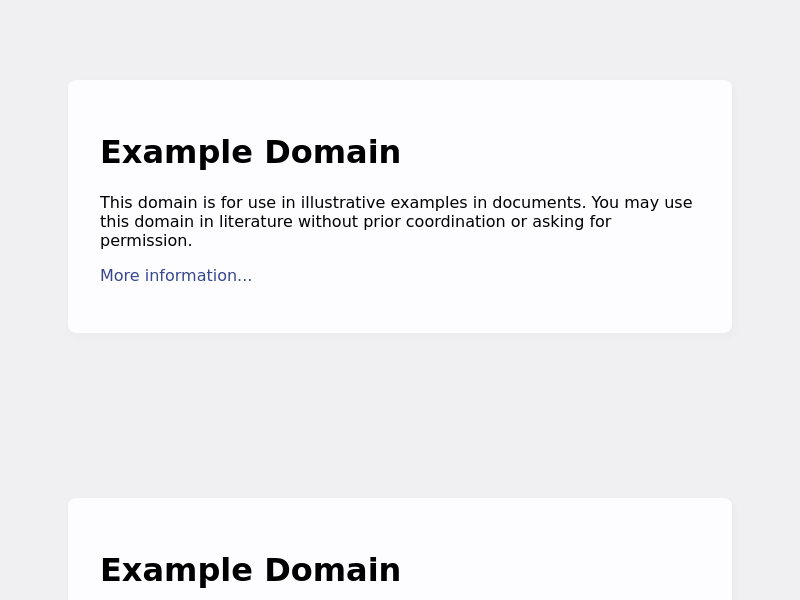 Example Domain
This domain is for use in illustrative examples in documents. You may use
this domain in literature without prior coordination or asking for
permission.
More information...
Example Domain